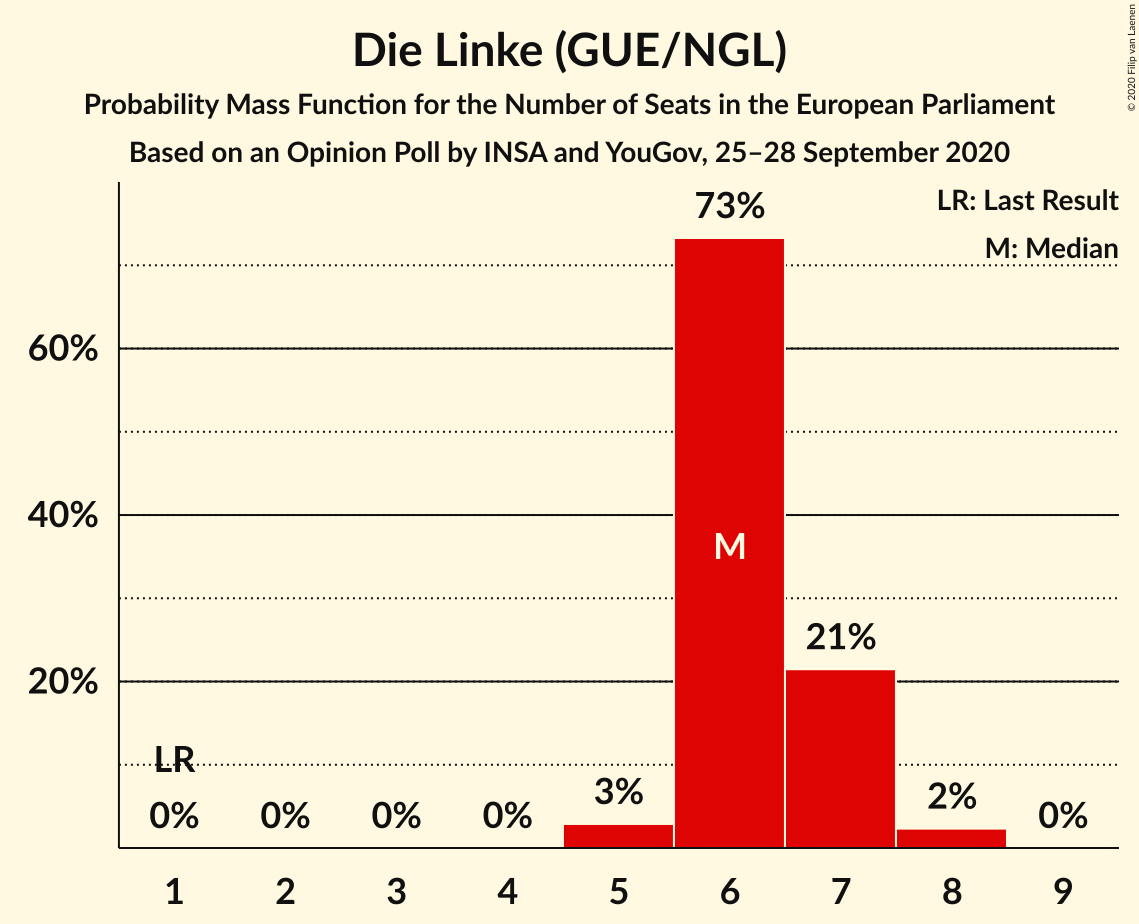 Die Linke (GUE/NGL)
Probability Mass Function for the Number of Seats in the European Parliament
Based on an Opinion Poll by INSA and YouGov, 25–28 September 2020
© 2020 Filip van Laenen
LR: Last Result
M: Median
73%
60%
40%
M
21%
20%
LR
0%
0%
0%
0%
3%
2%
0%
1 2 3 4 5 6 7 8 9